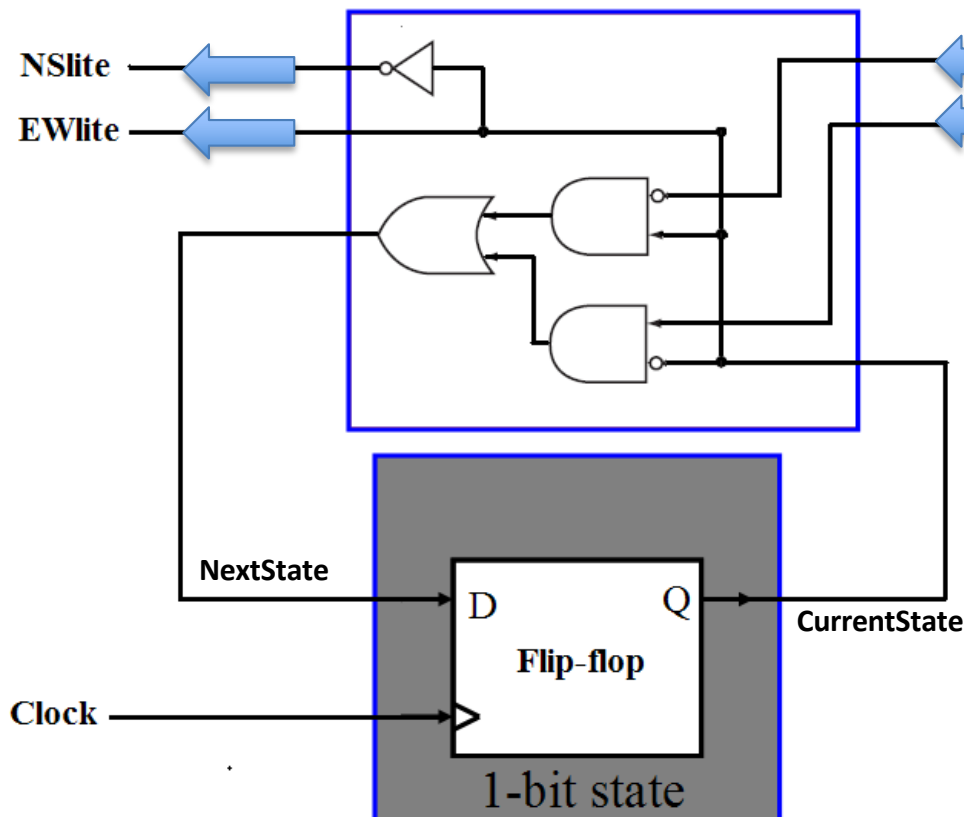 NSlite
EWlite
NextState
D
Q
CurrentState
Flip-flop
Clock
1-bit state